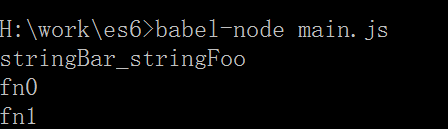 H:\work\es6>babel-node main.js
stringBar_stringFoo
fn0
fn1